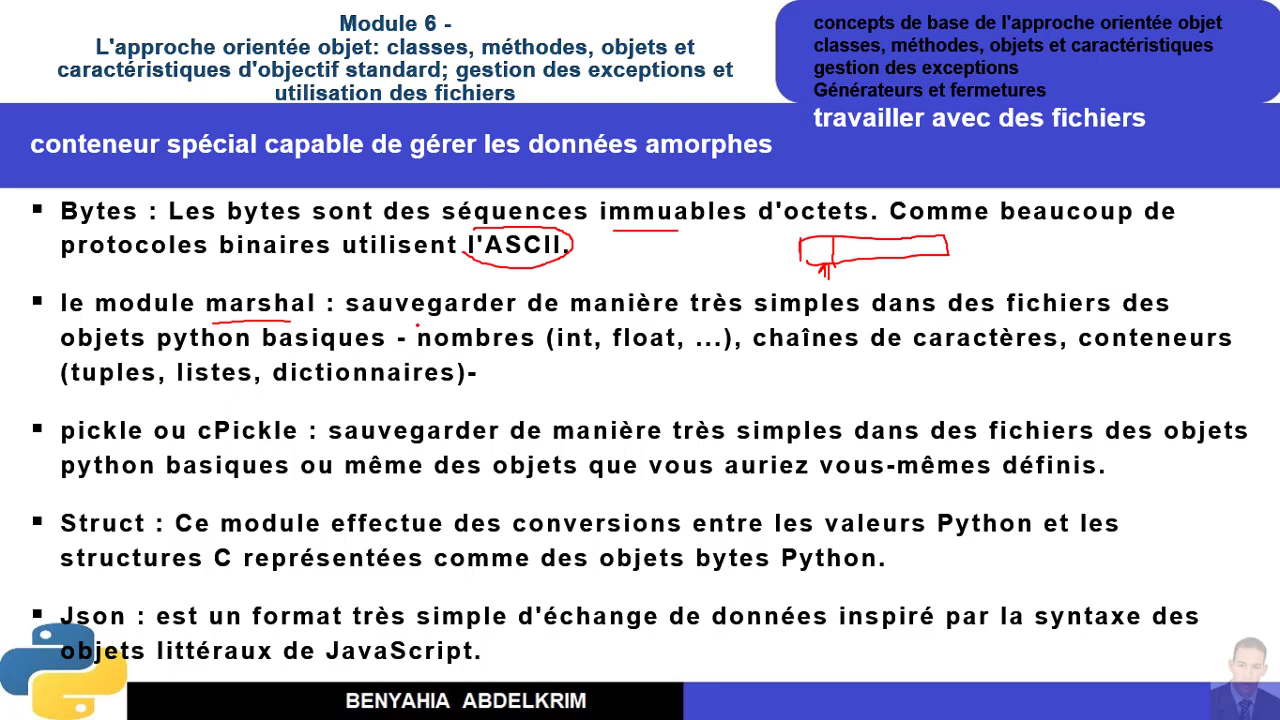 Module 6 -
L'approche orientée objet: classes, méthodes, objets et
caractéristiques d'objectif standard; gestion des exceptions et
utilisation des fichiers
concepts de base de l'approche orientée objet
classes, méthodes, objets et caractéristiques
gestion des exceptions
Générateurs et fermetures
travailler avec des fichiers
conteneur spécial capable de gérer les données amorphes
▪ Bytes : Les bytes sont des séquences immuables d'octets. Comme beaucoup de
protocoles binaires utilisent l'ASCII.
▪ le module marshal : sauvegarder de manière très simples dans des fichiers des
objets python basiques - nombres (int, float, ...), chaînes de caractères, conteneurs
(tuples, listes, dictionnaires)-
▪ pickle ou cPickle : sauvegarder de manière très simples dans des fichiers des objets
python basiques ou même des objets que vous auriez vous-mêmes définis.
▪ Struct : Ce module effectue des conversions entre les valeurs Python et les
structures C représentées comme des objets bytes Python.
▪ Json : est un format très simple d'échange de données inspiré par la syntaxe des
objets littéraux de JavaScript.
BENYAHIA ABDELKRIM